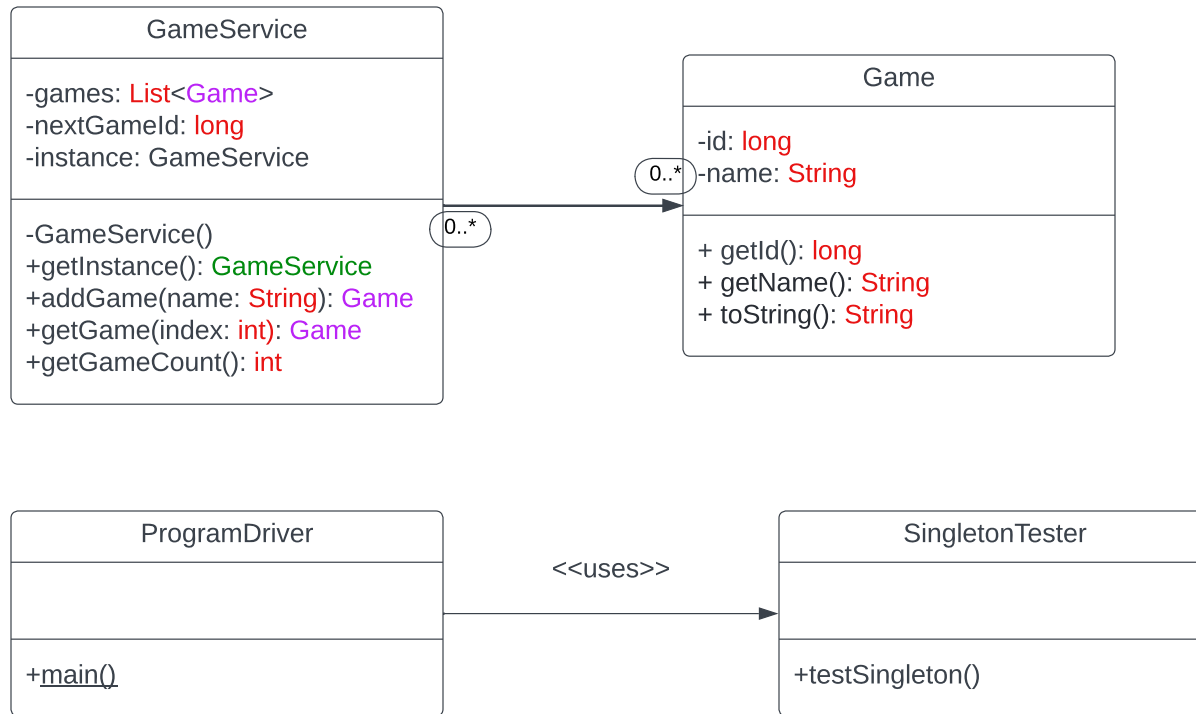 GameService
-games: List<Game>
-nextGameId: long
-instance: GameService
-GameService()
+getInstance(): GameService
+addGame(name: String): Game
+getGame(index: int): Game
+getGameCount(): int
0..*
0..*
Game
-id: long
-name: String
+ getId(): long
+ getName(): String
+ toString(): String
ProgramDriver
+main()
<<uses>>
SingletonTester
+testSingleton()